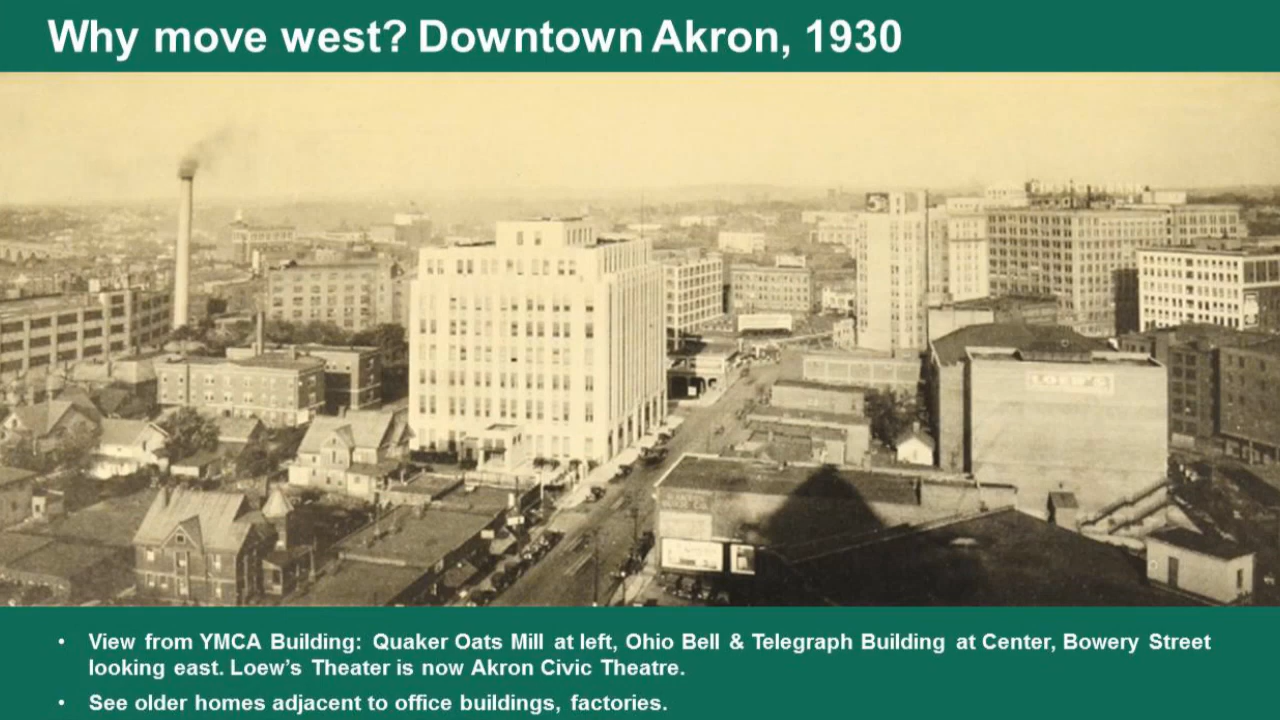 Why move west? Downtown Akron, 1930
LOEW'S
• View from YMCA Building: Quaker Oats Mill at left, Ohio Bell & Telegraph Building at Center, Bowery Street
looking east. Loew’s Theater is now Akron Civic Theatre.
• See older homes adjacent to office buildings, factories.